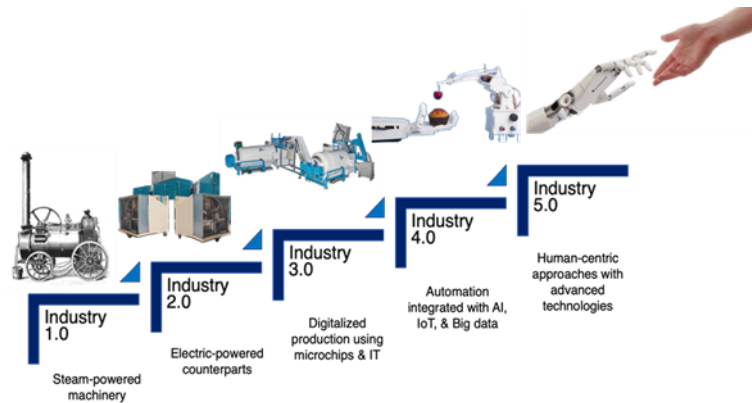 Industry
1.0
Steam-powered
machinery
Industry
2.0
Electric-powered
counterparts
Industry
3.0
Digitalized
production using
microchips & IT
Industry
4.0
Automation
integrated with AI,
IoT, & Big data
Industry
5.0
Human-centric
approaches with
advanced
technologies